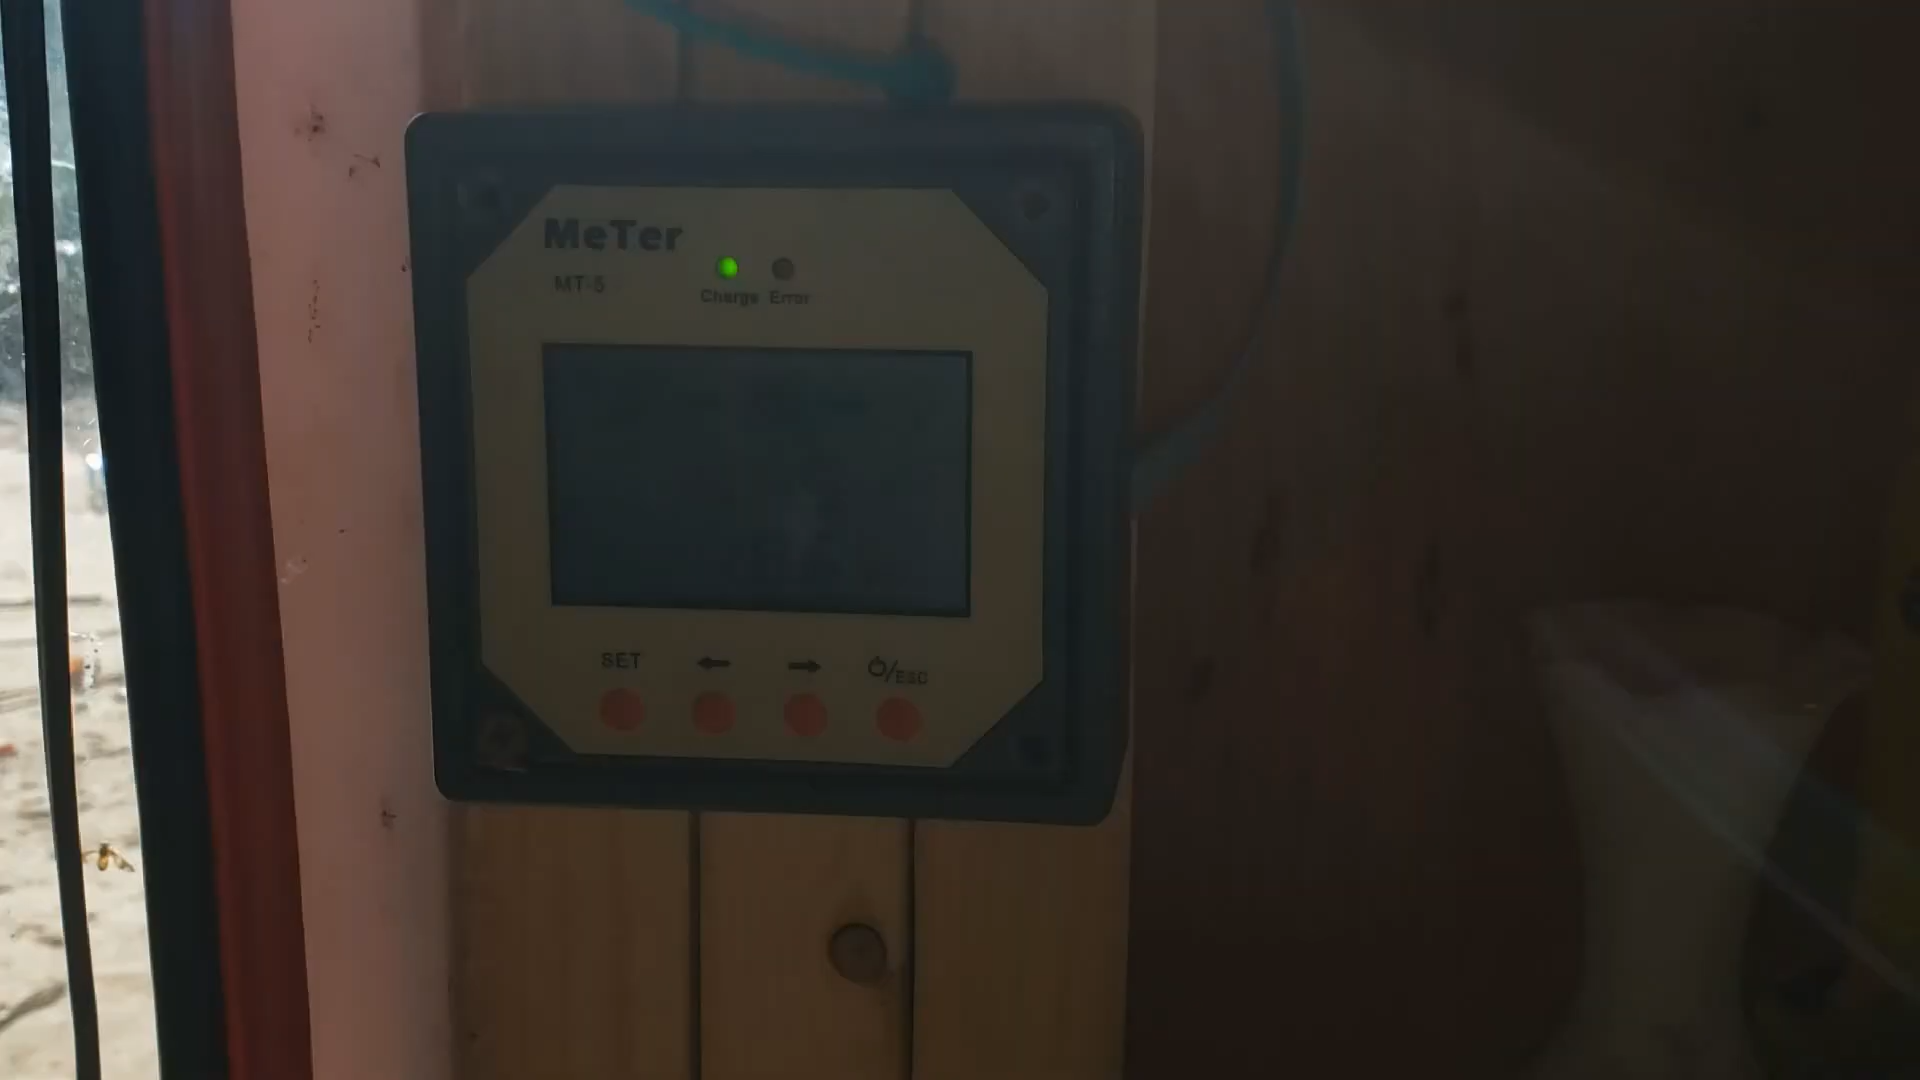 MeTer
MT-5
Charge Error
SET ← → ⏻/ESC